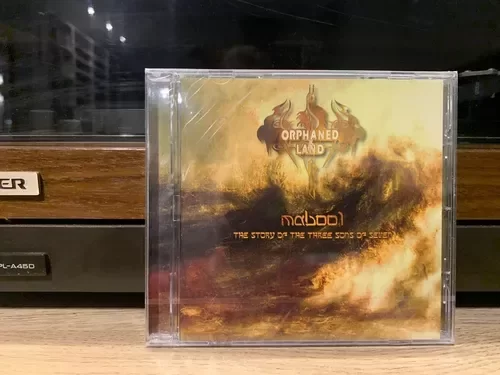 ORPHANED
LAND
mabool
THE STORY OF THE THREE SONS OF SEVEN
ER
PL-A450